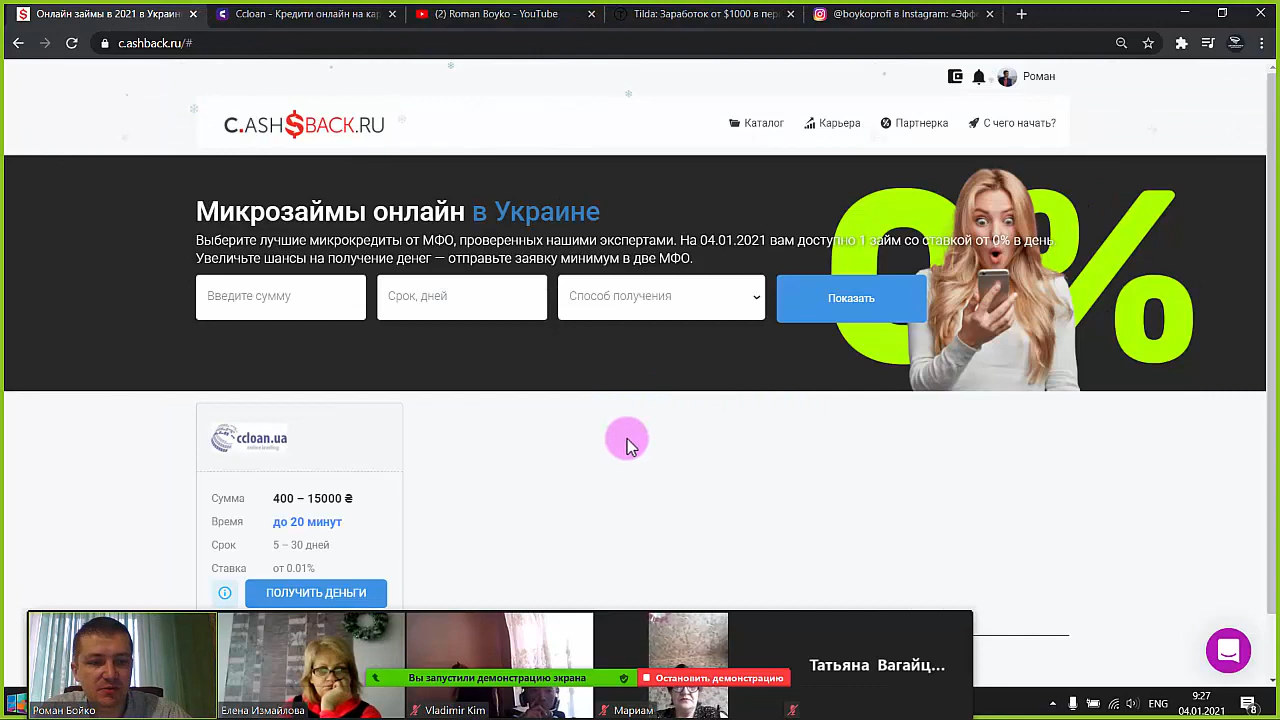 Онлайн займы в 2021 в Украин
Ccloan - Кредити онлайн на кар
(2) Roman Boyko - YouTube
Tilda: Заработок от $1000 в пер
@boykoprofi в Instagram: «Эфф
c.ashback.ru/#
Роман
C.ASH$BACK.RU
Каталог
Карьера
Партнерка
С чего начать?
0%
Микрозаймы онлайн в Украине
Выберите лучшие микрокредиты от МФО, проверенных нашими экспертами. На 04.01.2021 вам доступно 1 займ со ставкой от 0% в день.
Увеличьте шансы на получение денег — отправьте заявку минимум в две МФО.
Введите сумму
Срок, дней
Способ получения
Показать
ccloan.ua
Сумма 400 – 15000 ₴
Время до 20 минут
Срок 5 – 30 дней
Ставка от 0.01%
ПОЛУЧИТЬ ДЕНЬГИ
Татьяна Вагайц...
Вы запустили демонстрацию экрана
Остановить демонстрацию
Роман Бойко
Елена Измайлова
Vladimir Kim
Мариам
ENG
9:27
04.01.2021
8